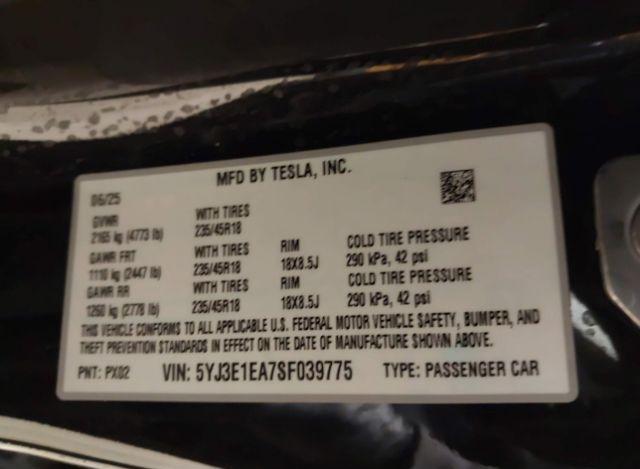 MFD BY TESLA, INC.
06/25
GVWR WITH TIRES
2165 kg (4773 lb) 235/45R18
GAWR FRT WITH TIRES RIM COLD TIRE PRESSURE
1110 kg (2447 lb) 235/45R18 18X8.5J 290 kPa, 42 psi
GAWR RR WITH TIRES RIM COLD TIRE PRESSURE
1260 kg (2778 lb) 235/45R18 18X8.5J 290 kPa, 42 psi
THIS VEHICLE CONFORMS TO ALL APPLICABLE U.S. FEDERAL MOTOR VEHICLE SAFETY, BUMPER, AND
THEFT PREVENTION STANDARDS IN EFFECT ON THE DATE OF MANUFACTURE SHOWN ABOVE.
PNT: PX02 VIN: 5YJ3E1EA7SF039775 TYPE: PASSENGER CAR